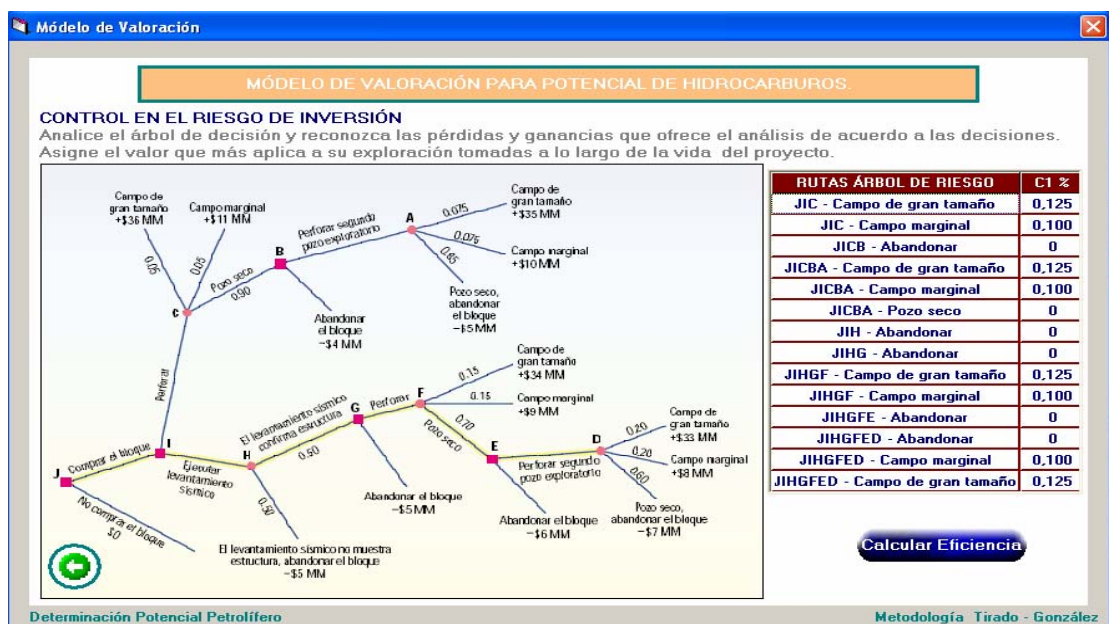 Módelo de Valoración
MÓDELO DE VALORACIÓN PARA POTENCIAL DE HIDROCARBUROS.
CONTROL EN EL RIESGO DE INVERSIÓN
Analice el árbol de decisión y reconozca las pérdidas y ganancias que ofrece el análisis de acuerdo a las decisiones.
Asigne el valor que más aplica a su exploración tomadas a lo largo de la vida del proyecto.
Campo de
gran tamaño
+$36 MM
Campo marginal
+$11 MM
0.05
0.05
C
Pozo seco
0.90
B
Perforar segundo
pozo exploratorio
A
0.075
Campo de
gran tamaño
+$35 MM
0.075
Campo marginal
+$10 MM
0.85
Pozo seco,
abandonar
el bloque
−$5 MM
Abandonar
el bloque
−$4 MM
Perforar
J
Comprar el bloque
No comprar el bloque
$0
I
Ejecutar
levantamiento
sísmico
H
El levantamiento sísmico
confirma estructura
0.50
0.50
El levantamiento sísmico no muestra
estructura, abandonar el bloque
−$5 MM
G
Perforar
Abandonar el bloque
−$5 MM
F
0.15
Campo de
gran tamaño
+$34 MM
0.15
Campo marginal
+$9 MM
0.70
Pozo seco
E
Perforar segundo
pozo exploratorio
Abandonar el bloque
−$6 MM
D
0.20
Campo de
gran tamaño
+$33 MM
0.20
Campo marginal
+$8 MM
0.60
Pozo seco,
abandonar el bloque
−$7 MM
RUTAS ÁRBOL DE RIESGO C1 %
JIC - Campo de gran tamaño 0,125
JIC - Campo marginal 0,100
JICB - Abandonar 0
JICBA - Campo de gran tamaño 0,125
JICBA - Campo marginal 0,100
JICBA - Pozo seco 0
JIH - Abandonar 0
JIHG - Abandonar 0
JIHGF - Campo de gran tamaño 0,125
JIHGF - Campo marginal 0,100
JIHGFE - Abandonar 0
JIHGFED - Abandonar 0
JIHGFED - Campo marginal 0,100
JIHGFED - Campo de gran tamaño 0,125
Calcular Eficiencia
Determinación Potencial Petrolífero
Metodología Tirado - González